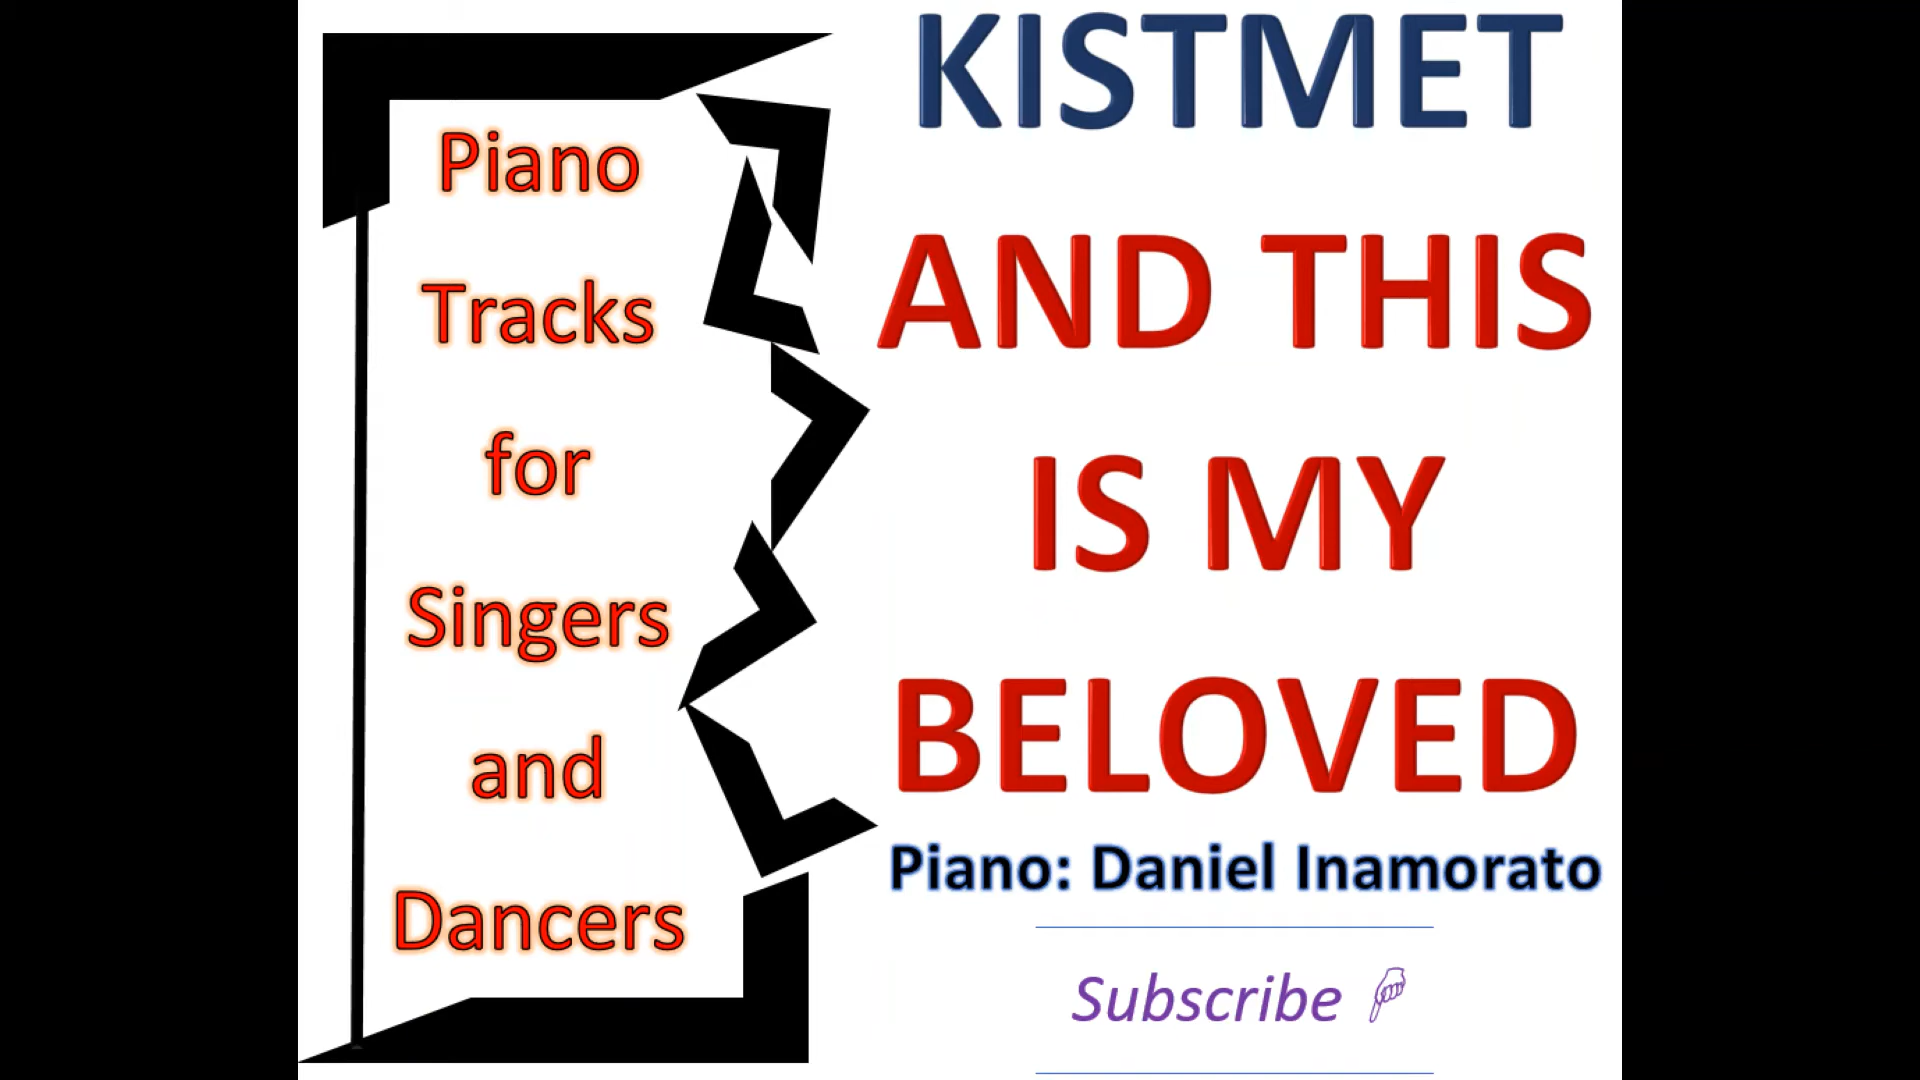 Piano
Tracks
for
Singers
and
Dancers
KISTMET
AND THIS
IS MY
BELOVED
Piano: Daniel Inamorato
Subscribe